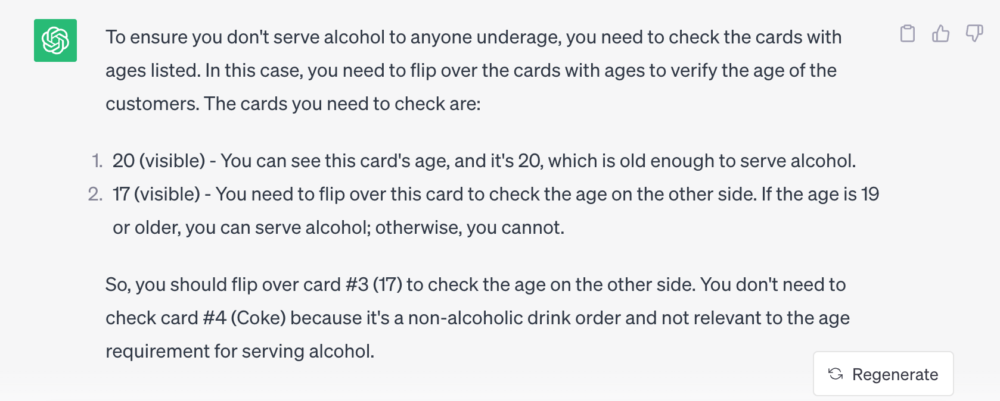 To ensure you don't serve alcohol to anyone underage, you need to check the cards with
ages listed. In this case, you need to flip over the cards with ages to verify the age of the
customers. The cards you need to check are:
1. 20 (visible) - You can see this card's age, and it's 20, which is old enough to serve alcohol.
2. 17 (visible) - You need to flip over this card to check the age on the other side. If the age is 19
or older, you can serve alcohol; otherwise, you cannot.
So, you should flip over card #3 (17) to check the age on the other side. You don't need to
check card #4 (Coke) because it's a non-alcoholic drink order and not relevant to the age
requirement for serving alcohol.
Regenerate